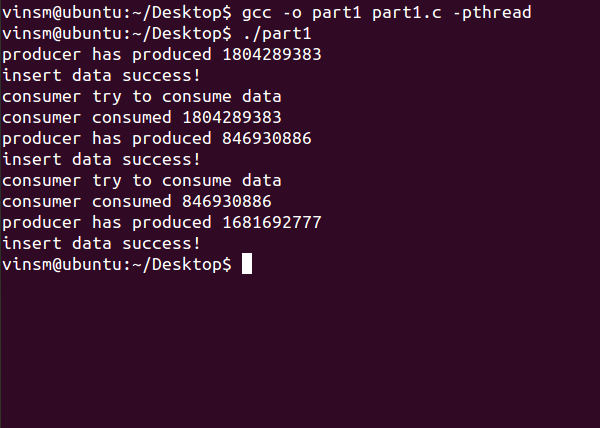 vinsm@ubuntu:~/Desktop$ gcc -o part1 part1.c -pthread
vinsm@ubuntu:~/Desktop$ ./part1
producer has produced 1804289383
insert data success!
consumer try to consume data
consumer consumed 1804289383
producer has produced 846930886
insert data success!
consumer try to consume data
consumer consumed 846930886
producer has produced 1681692777
insert data success!
vinsm@ubuntu:~/Desktop$